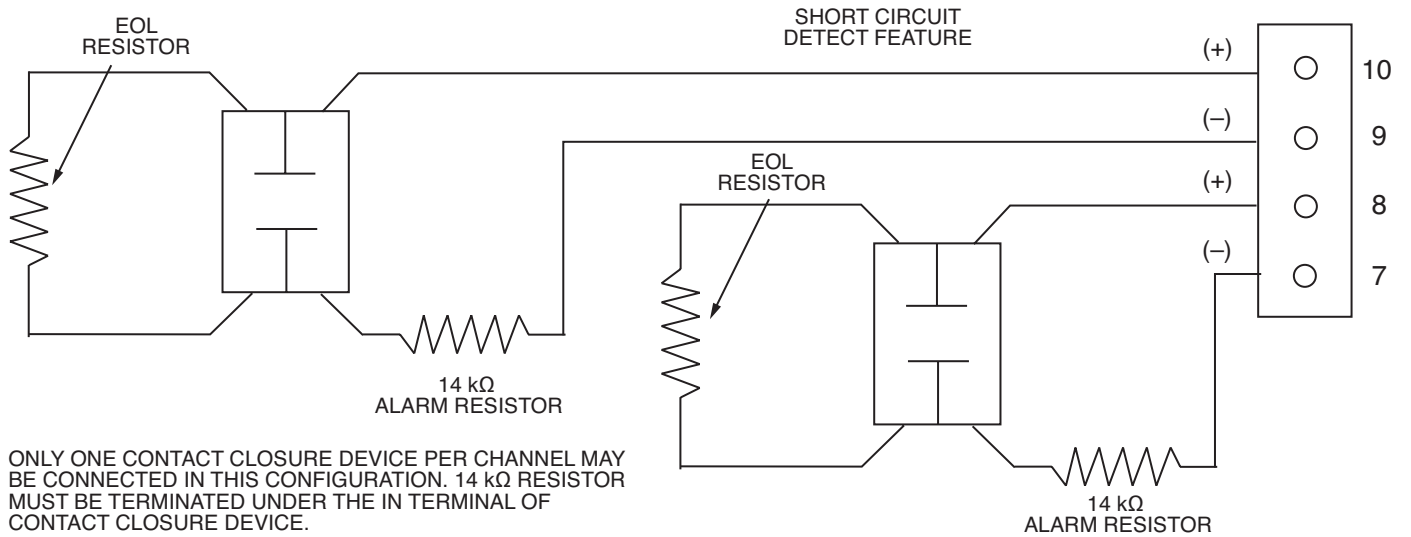 EOL
RESISTOR
SHORT CIRCUIT
DETECT FEATURE
(+)
10
(–)
9
EOL
RESISTOR
(+)
8
(–)
7
14 kΩ
ALARM RESISTOR
ONLY ONE CONTACT CLOSURE DEVICE PER CHANNEL MAY
BE CONNECTED IN THIS CONFIGURATION. 14 kΩ RESISTOR
MUST BE TERMINATED UNDER THE IN TERMINAL OF
CONTACT CLOSURE DEVICE.
14 kΩ
ALARM RESISTOR